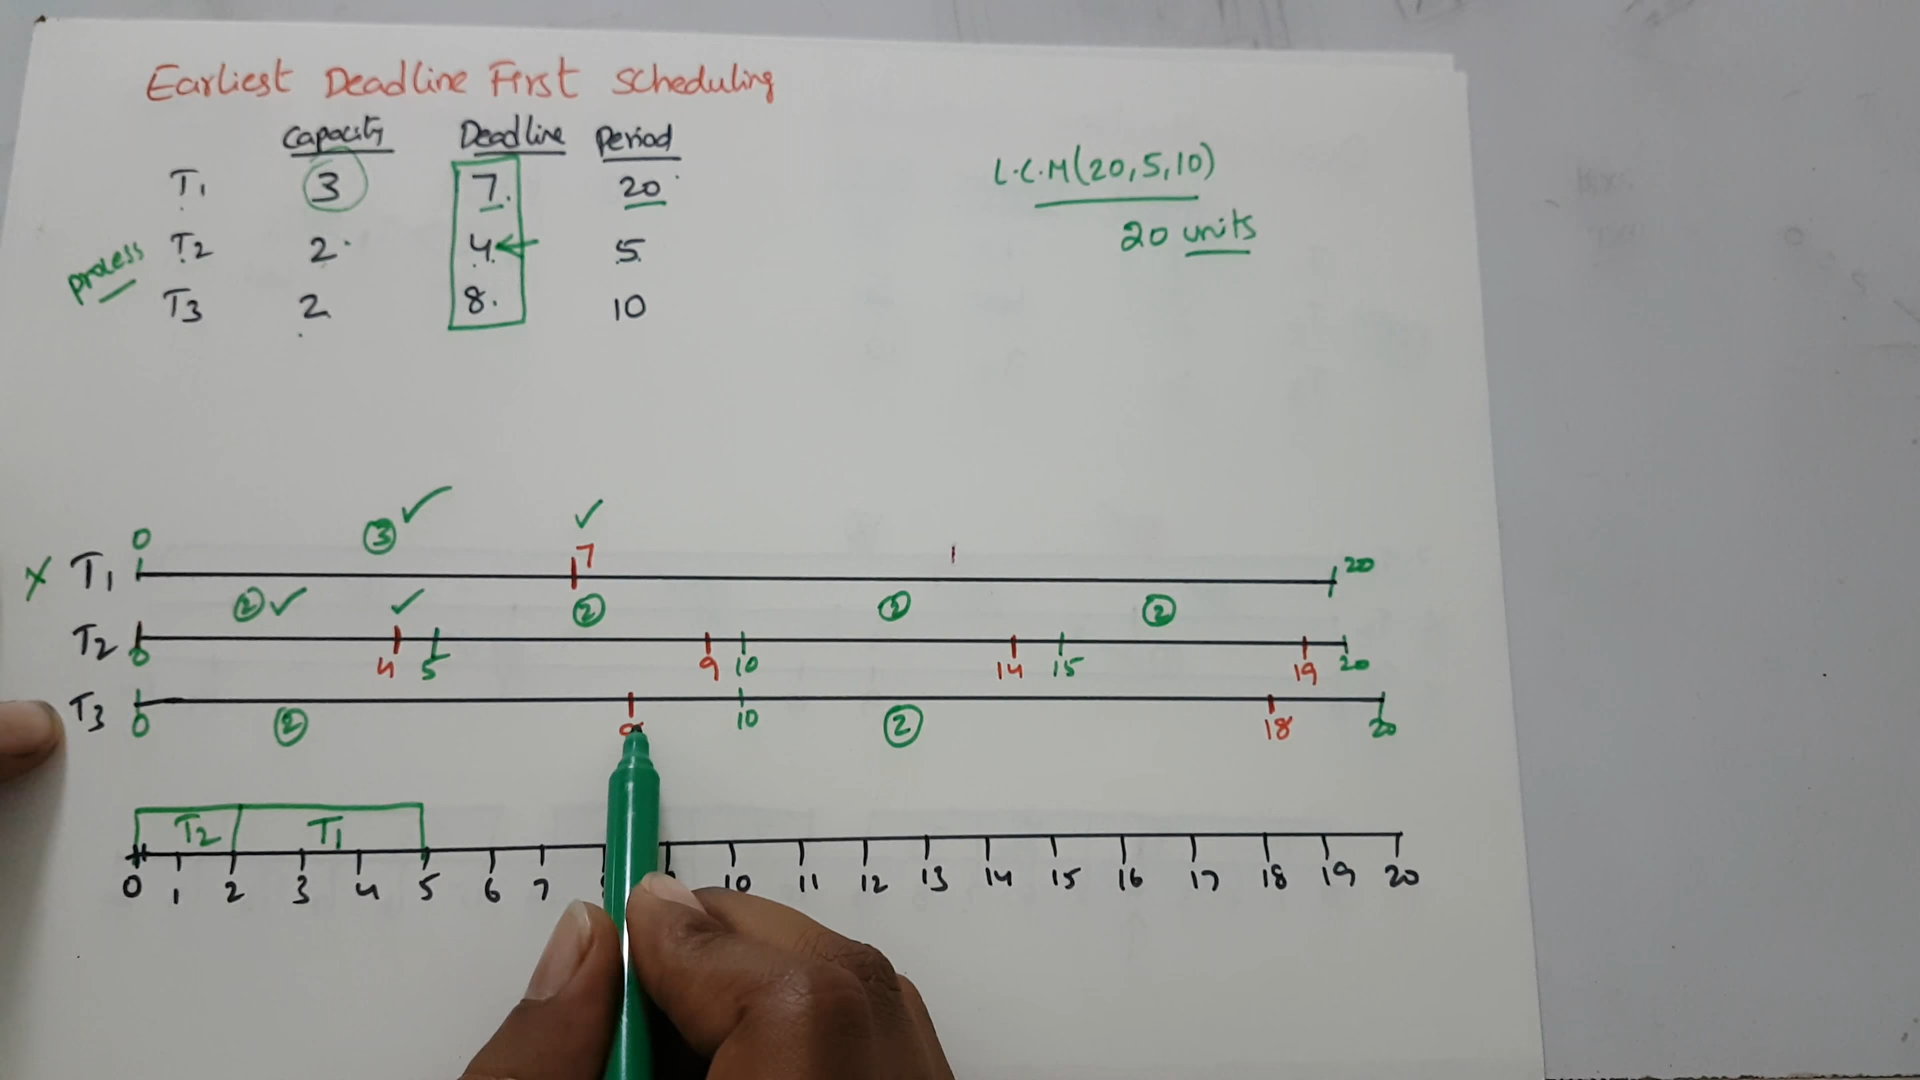 Earliest Deadline First Scheduling
Capacity Deadline Period
T1 3 7. 20
L.C.M(20,5,10)
20 units
process
T2 2. 4. 5
T3 2 8. 10
0 3 7 20
T1
2 2 2 2
T2 0 4 5 9 10 14 15 19 20
T3 0 2 10 2 18 20
T2 T1
0 1 2 3 4 5 6 7 10 11 12 13 14 15 16 17 18 19 20